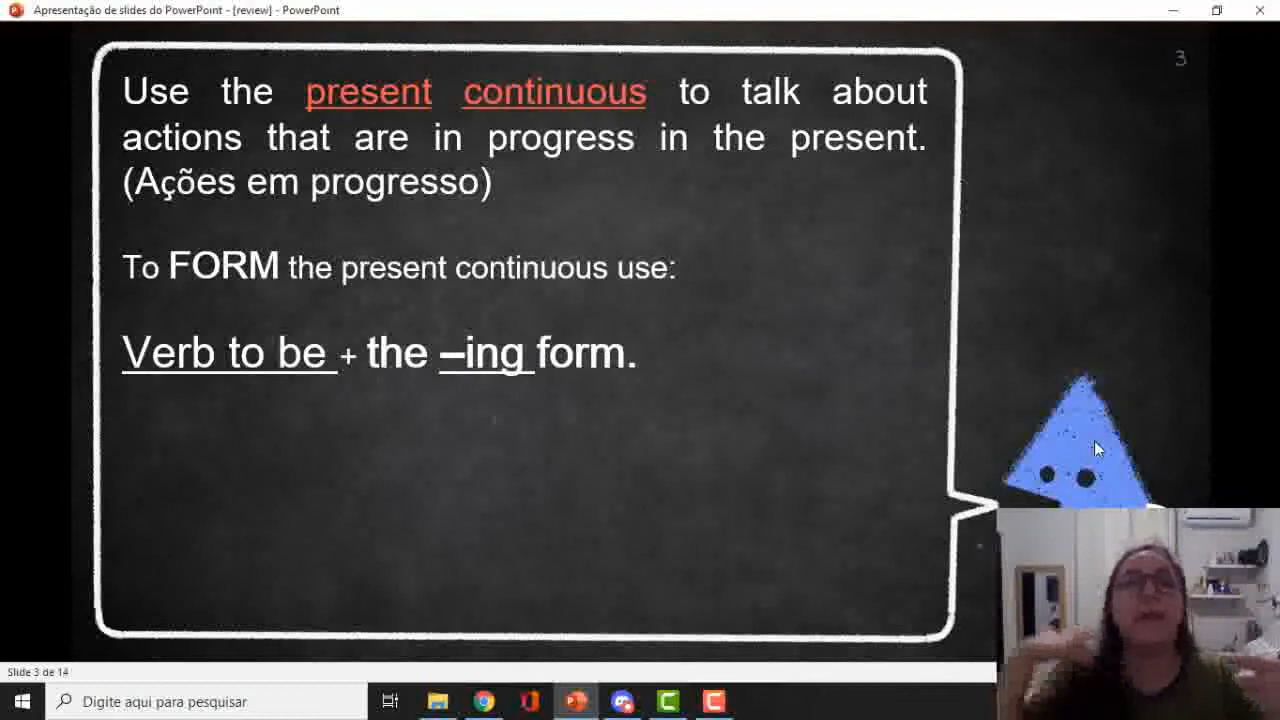 Apresentação de slides do PowerPoint - [review] - PowerPoint
3
Use the present continuous to talk about
actions that are in progress in the present.
(Ações em progresso)
To FORM the present continuous use:
Verb to be + the –ing form.
Slide 3 de 14
Digite aqui para pesquisar